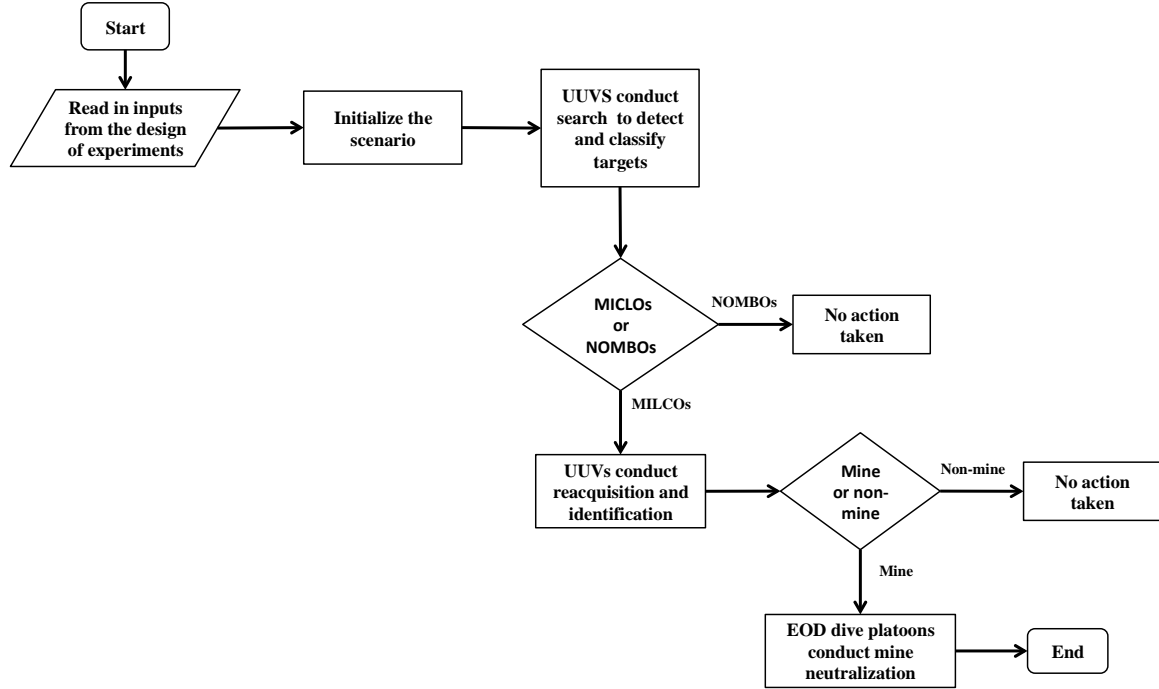 Start
Read in inputs
from the design
of experiments
Initialize the
scenario
UUVS conduct
search to detect
and classify
targets
MICLOs
or
NOMBOs
NOMBOs
No action
taken
MILCOs
UUVs conduct
reacquisition and
identification
Mine
or non-
mine
Non-mine
No action
taken
Mine
EOD dive platoons
conduct mine
neutralization
End